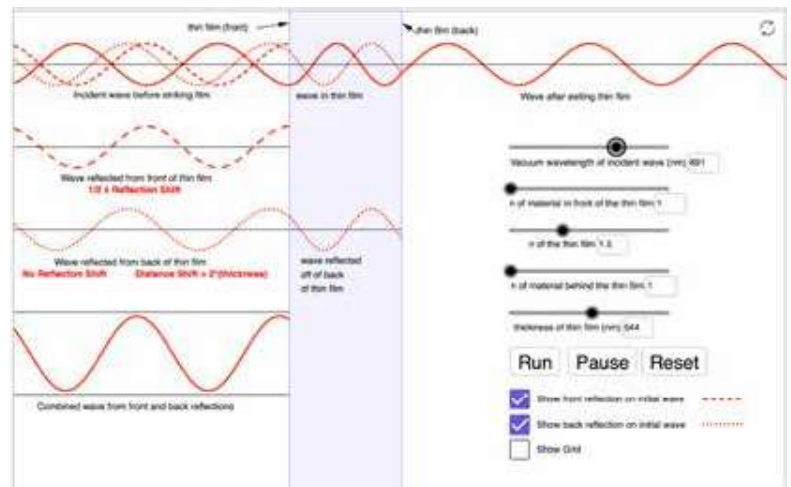 thin film (front)
thin film (back)
Incident wave before striking film
wave in thin film
Wave after exiting thin film
Wave reflected from front of thin film
1/2 λ Reflection Shift
Vacuum wavelength of incident wave (nm) 691
n of material in front of the thin film 1
n of the thin film 1.5
n of material behind the thin film 1
thickness of thin film (nm) 544
Wave reflected from back of thin film
No Reflection Shift Distance Shift = 2*(thickness)
wave reflected
off of back
of thin film
Combined wave from front and back reflections
Run Pause Reset
Show front reflection on initial wave
Show back reflection on initial wave
Show Grid